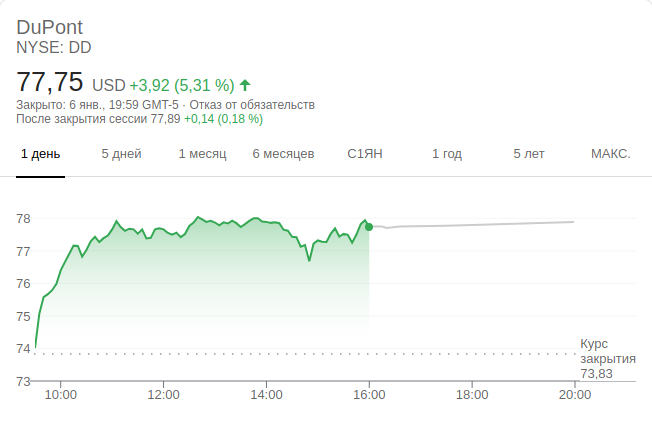 DuPont
NYSE: DD
77,75 USD +3,92 (5,31 %)
Закрыто: 6 янв., 19:59 GMT-5 · Отказ от обязательств
После закрытия сессии 77,89 +0,14 (0,18 %)
1 день 5 дней 1 месяц 6 месяцев С1ЯН 1 год 5 лет МАКС.
78
77
76
75
74
73
Курс
закрытия
73,83
10:00 12:00 14:00 16:00 18:00 20:00